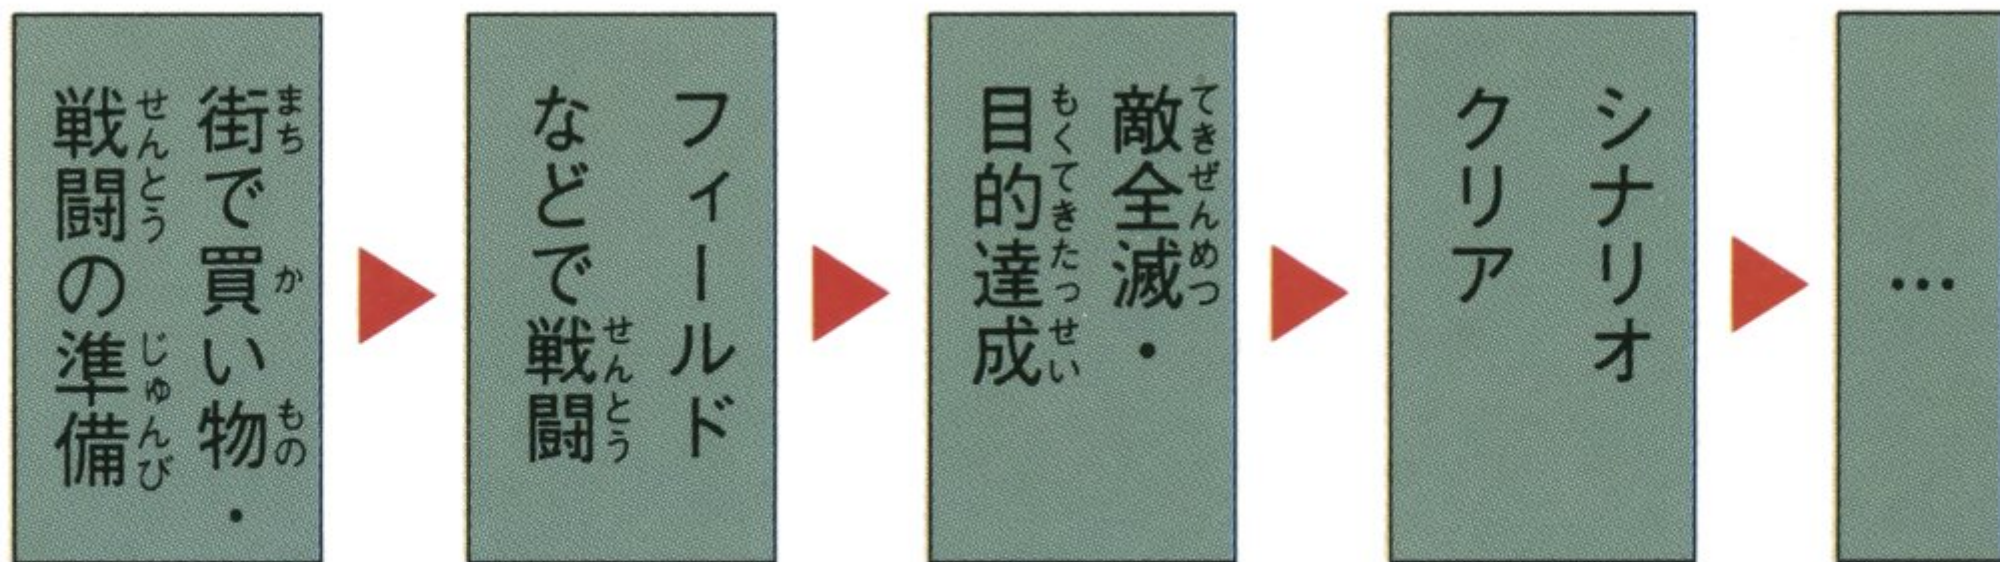 街で買い物・
戦闘の準備
フィールド
などで戦闘
敵全滅・
目的達成
シナリオ
クリア
…